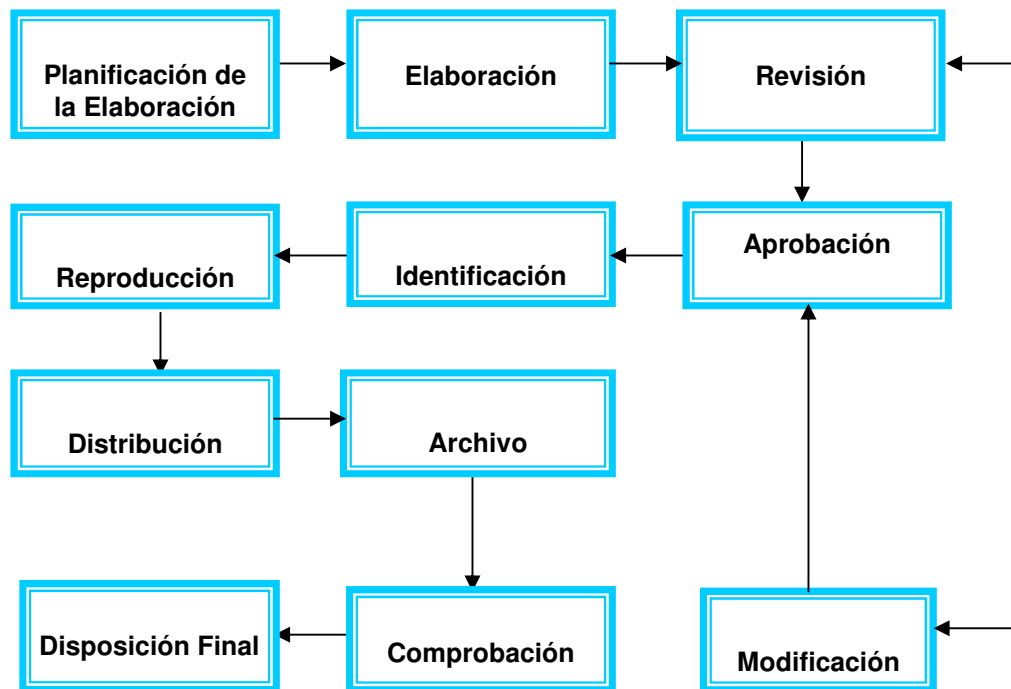 Planificación de
la Elaboración
Elaboración
Revisión
Reproducción
Identificación
Aprobación
Distribución
Archivo
Disposición Final
Comprobación
Modificación